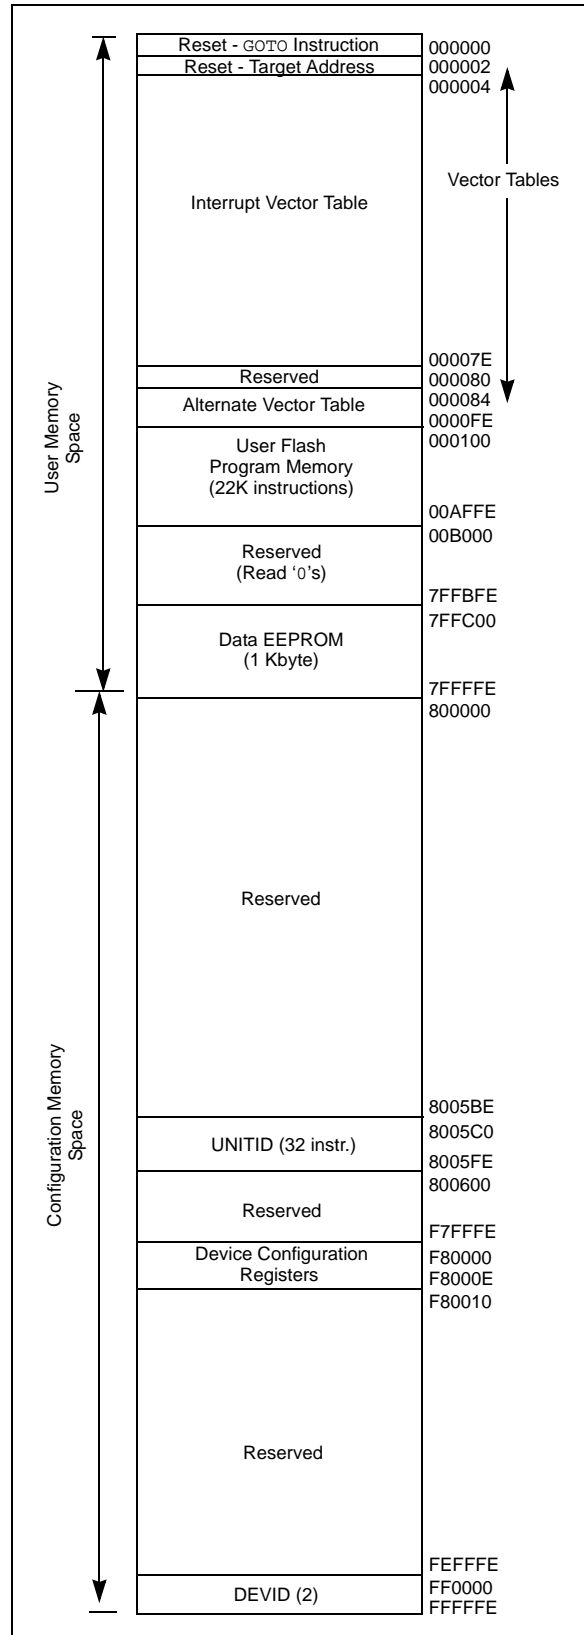 Reset - GOTO Instruction 000000
Reset - Target Address 000002
000004
Vector Tables
Interrupt Vector Table
00007E
Reserved 000080
Alternate Vector Table 000084
0000FE
User Flash 000100
Program Memory
(22K instructions)
00AFFE
00B000
Reserved
(Read ‘0’s)
7FFBFE
7FFC00
Data EEPROM
(1 Kbyte)
7FFFFE
800000
User Memory
Space
Reserved
8005BE
UNITID (32 instr.) 8005C0
8005FE
800600
Reserved
F7FFFE
Device Configuration F80000
Registers F8000E
F80010
Configuration Memory
Space
Reserved
FEFFFE
DEVID (2) FF0000
FFFFFE